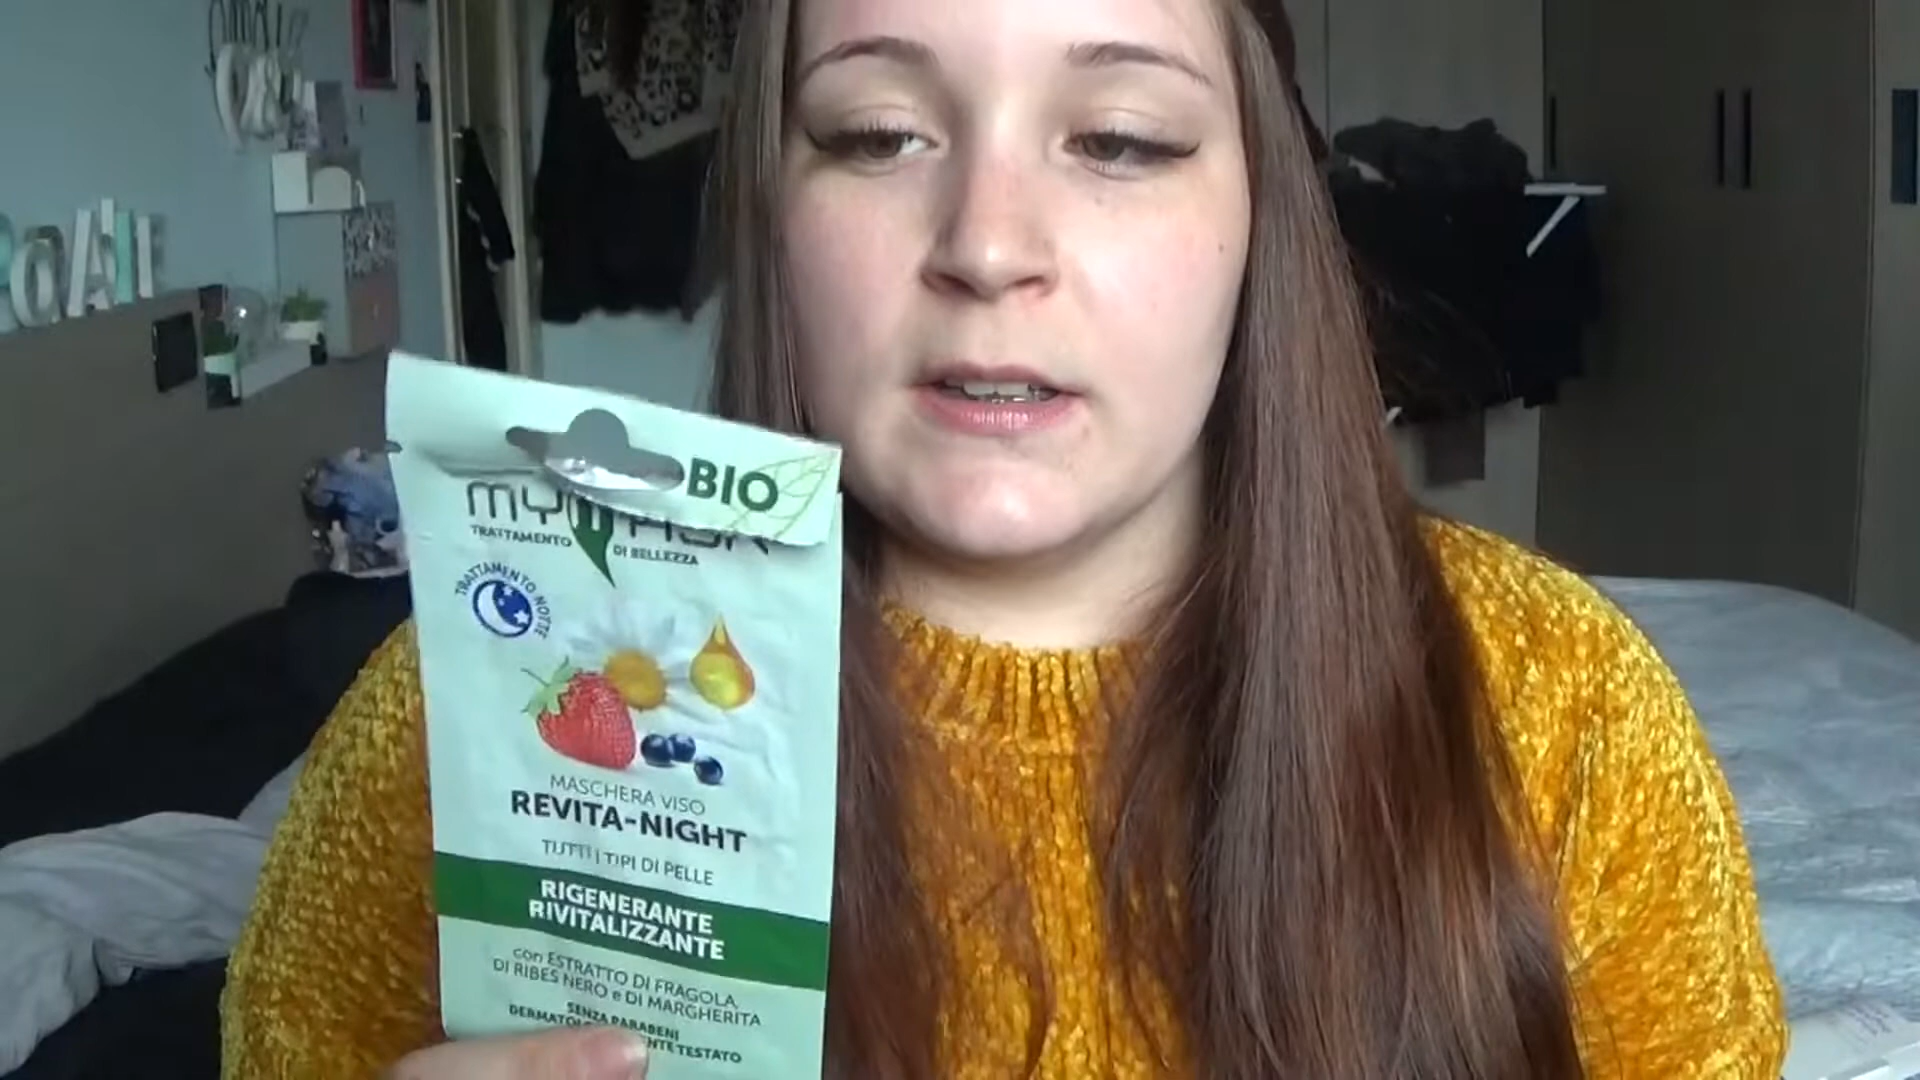 BIO
MY
TRATTAMENTO DI BELLEZZA
TRATTAMENTO NOTTE
MASCHERA VISO
REVITA-NIGHT
TUTTI I TIPI DI PELLE
RIGENERANTE
RIVITALIZZANTE
con ESTRATTO DI FRAGOLA,
DI RIBES NERO e DI MARGHERITA
SENZA PARABENI
TESTATO